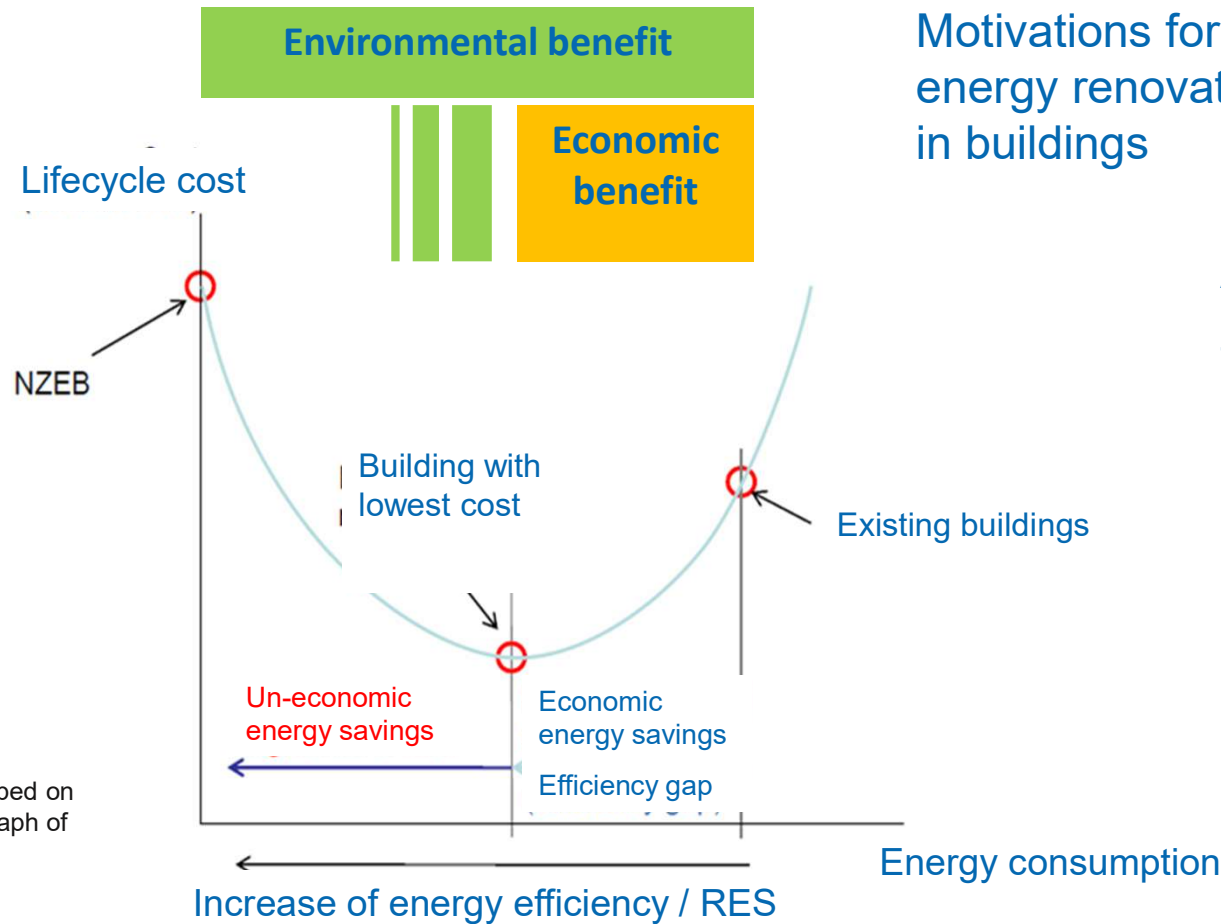 Environmental benefit
Motivations for
energy renovat
in buildings
Economic
benefit
Lifecycle cost
NZEB
Building with
lowest cost
Existing buildings
Un-economic
energy savings
Economic
energy savings
Efficiency gap
ped on
aph of
Energy consumption
Increase of energy efficiency / RES